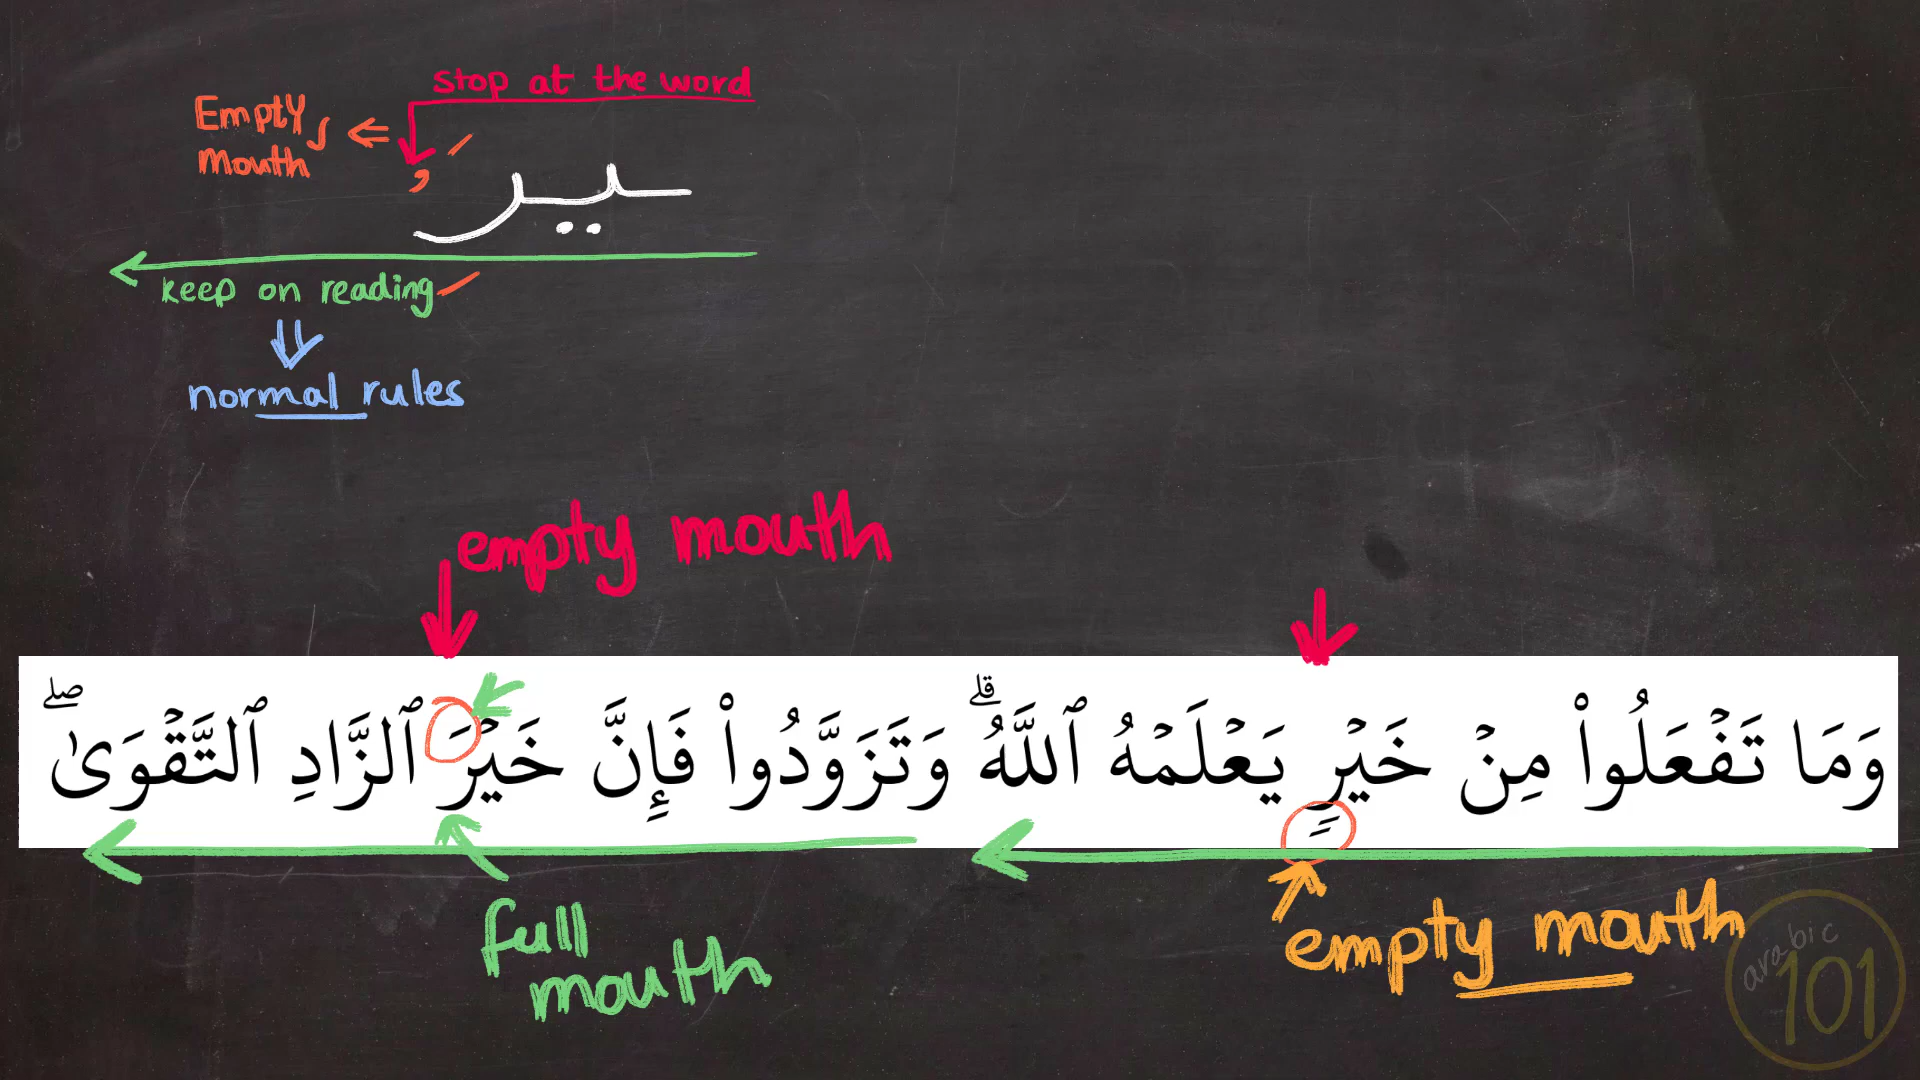 stop at the word
Empty
mouth
ـيـر
keep on reading
normal rules
empty mouth
وَمَا تَفْعَلُوا۟ مِنْ خَيْرٍ يَعْلَمْهُ ٱللَّهُ ۗ وَتَزَوَّدُوا۟ فَإِنَّ خَيْرَ ٱلزَّادِ ٱلتَّقْوَىٰ ۖ
full
mouth
empty mouth
arabic
101